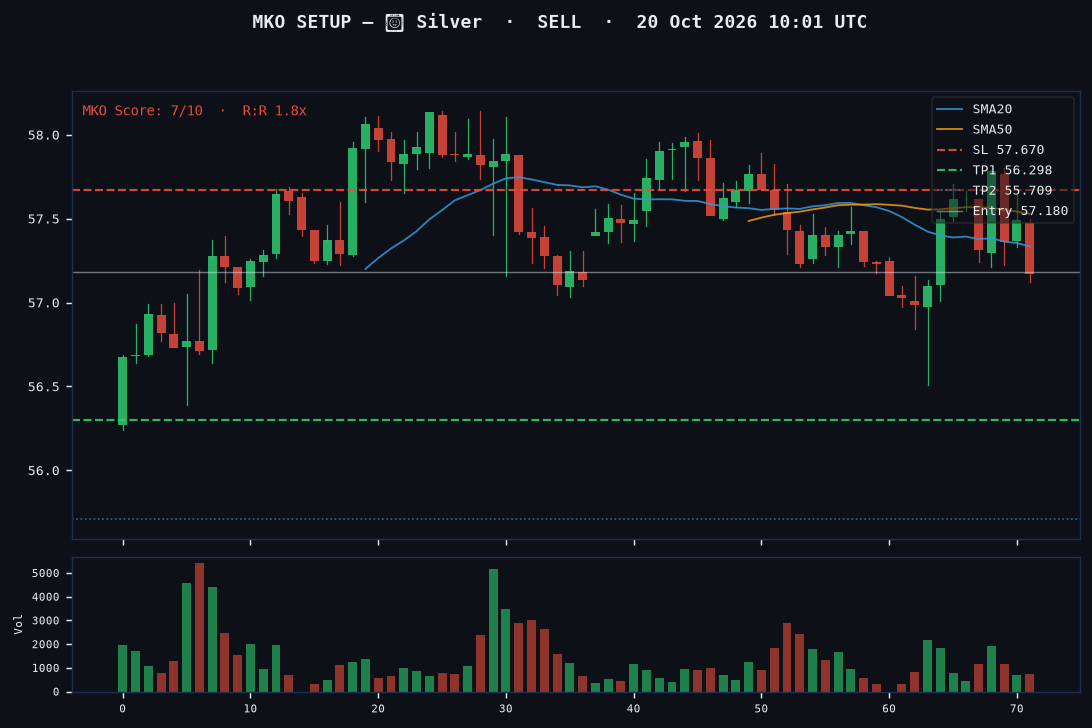 MKO SETUP — Silver · SELL · 20 Oct 2026 10:01 UTC
MKO Score: 7/10 · R:R 1.8x
SMA20
SMA50
SL 57.670
TP1 56.298
TP2 55.709
Entry 57.180
58.0
57.5
57.0
56.5
56.0
Vol
5000
4000
3000
2000
1000
0
0 10 20 30 40 50 60 70